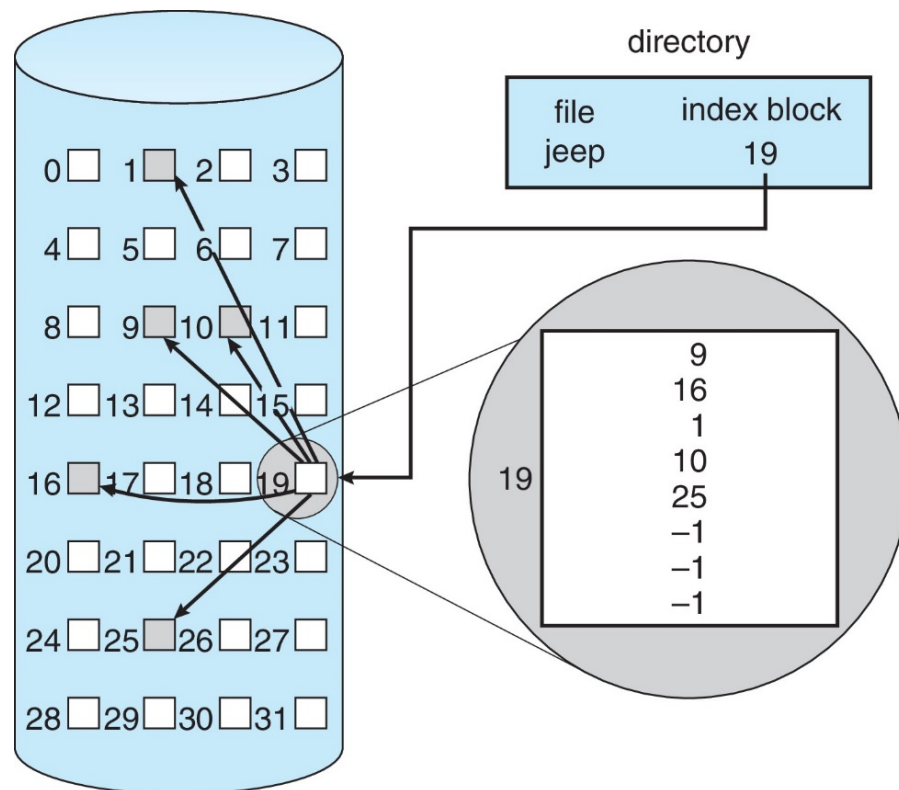 directory
file index block
jeep 19
0 1 2 3
4 5 6 7
8 9 10 11
12 13 14 15
16 17 18 19
20 21 22 23
24 25 26 27
28 29 30 31
19
9
16
1
10
25
–1
–1
–1